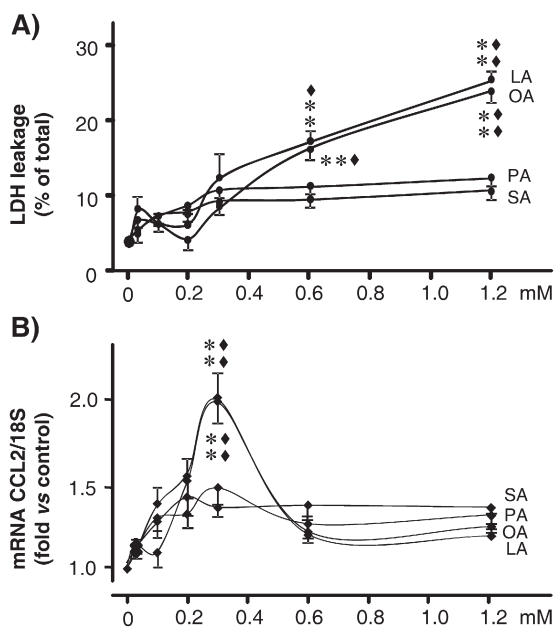 A)
LDH leakage
(% of total)
30
20
10
0
**♦
**♦
LA
OA
**♦
PA
SA
0 0.2 0.4 0.6 0.8 1.0 1.2 mM
B)
mRNA CCL2/18S
(fold vs control)
2.0
1.5
1.0
**♦
**♦
SA
PA
OA
LA
0 0.2 0.4 0.6 0.8 1.0 1.2 mM